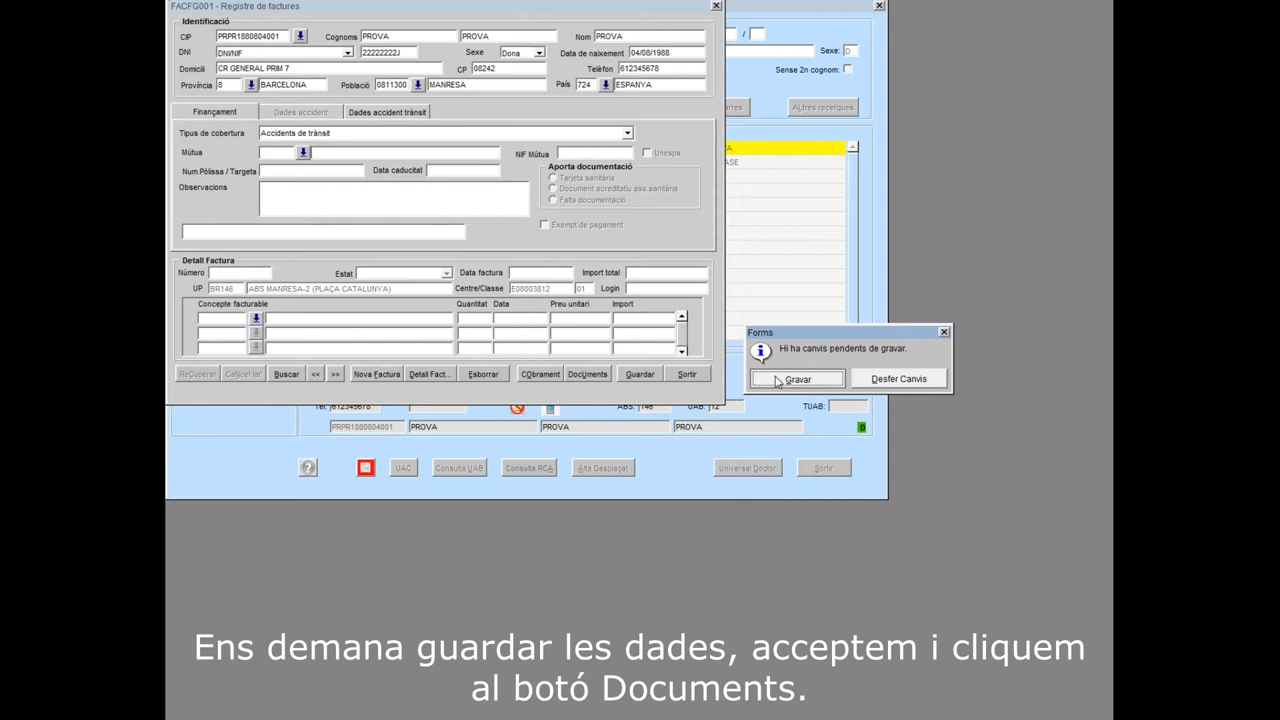 FACFG001 - Registre de factures
Identificació
CIP PRPR1880804001 Cognoms PROVA PROVA Nom PROVA
DNI DNI/NIF 22222222J Sexe Dona Data de naixement 04/08/1988
Domicili CR GENERAL PRIM 7 CP 08242 Telèfon 612345678
Província 8 BARCELONA Població 0811300 MANRESA País 724 ESPANYA
/
Sexe: D
Sense 2n cognom:
Altres recerques
Finançament Dades accident Dades accident trànsit
Tipus de cobertura Accidents de trànsit
Mútua NIF Mútua Unespa
Num.Pòlissa / Targeta Data caducitat
Aporta documentació
Tarjeta sanitària
Observacions
Document acreditatiu ass.sanitària
Falta documentació
Exempt de pagament
Detall Factura
Número Estat Data factura Import total
UP BR146 ABS MANRESA-2 (PLAÇA CATALUNYA) Centre/Classe E08003812 01 Login
Concepte facturable Quantitat Data Preu unitari Import
ReCuperar Buscar << >> Nova Factura Detall Fact... Esborrar CObrament DocUments Guardar Sortir
Forms
Hi ha canvis pendents de gravar.
Gravar Desfer Canvis
Tel: 612345678 ABS: 146 UAB: 12 TUAB:
PRPR1880804001 PROVA PROVA PROVA D
? UAC Consulta UAB Consulta RCA Alta Desplaçat Universal Doctor Sortir
Ens demana guardar les dades, acceptem i cliquem
al botó Documents.